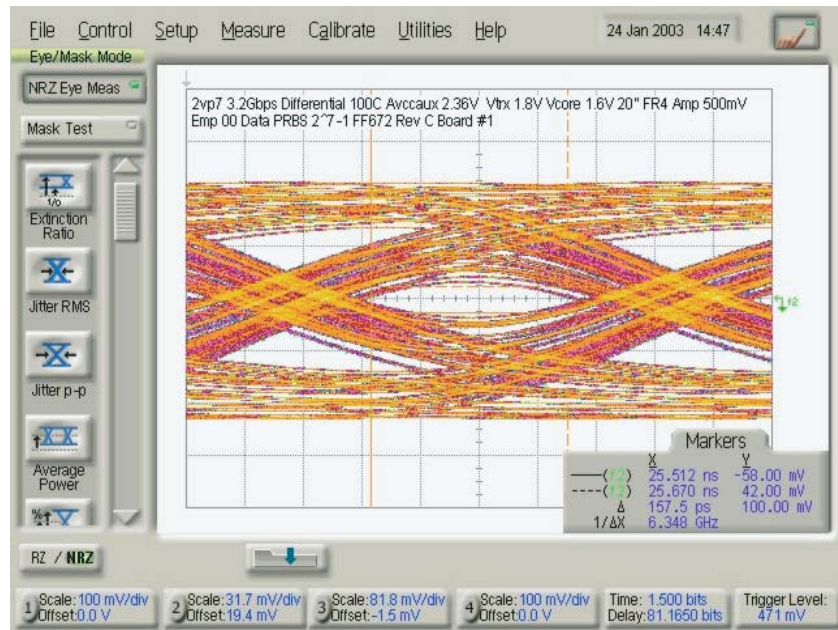 File Control Setup Measure Calibrate Utilities Help 24 Jan 2003 14:47
Eye/Mask Mode
NRZ Eye Meas
Mask Test
2vp7 3.2Gbps Differential 100C Avccaux 2.36V Vtrx 1.8V Vcore 1.6V 20" FR4 Amp 500mV
Emp 00 Data PRBS 2^7-1 FF672 Rev C Board #1
1/0
Extinction
Ratio
Jitter RMS
Jitter p-p
Average
Power
%
f2
Markers
X Y
(f2) 25.512 ns -58.00 mV
(f2) 25.670 ns 42.00 mV
Δ 157.5 ps 100.00 mV
1/ΔX 6.348 GHz
RZ / NRZ
1 Scale:100 mV/div
Offset:0.0 V
2 Scale:31.7 mV/div
Offset:19.4 mV
3 Scale:81.8 mV/div
Offset:-1.5 mV
4 Scale:100 mV/div
Offset:0.0 V
Time: 1.500 bits
Delay:81.1650 bits
Trigger Level:
471 mV